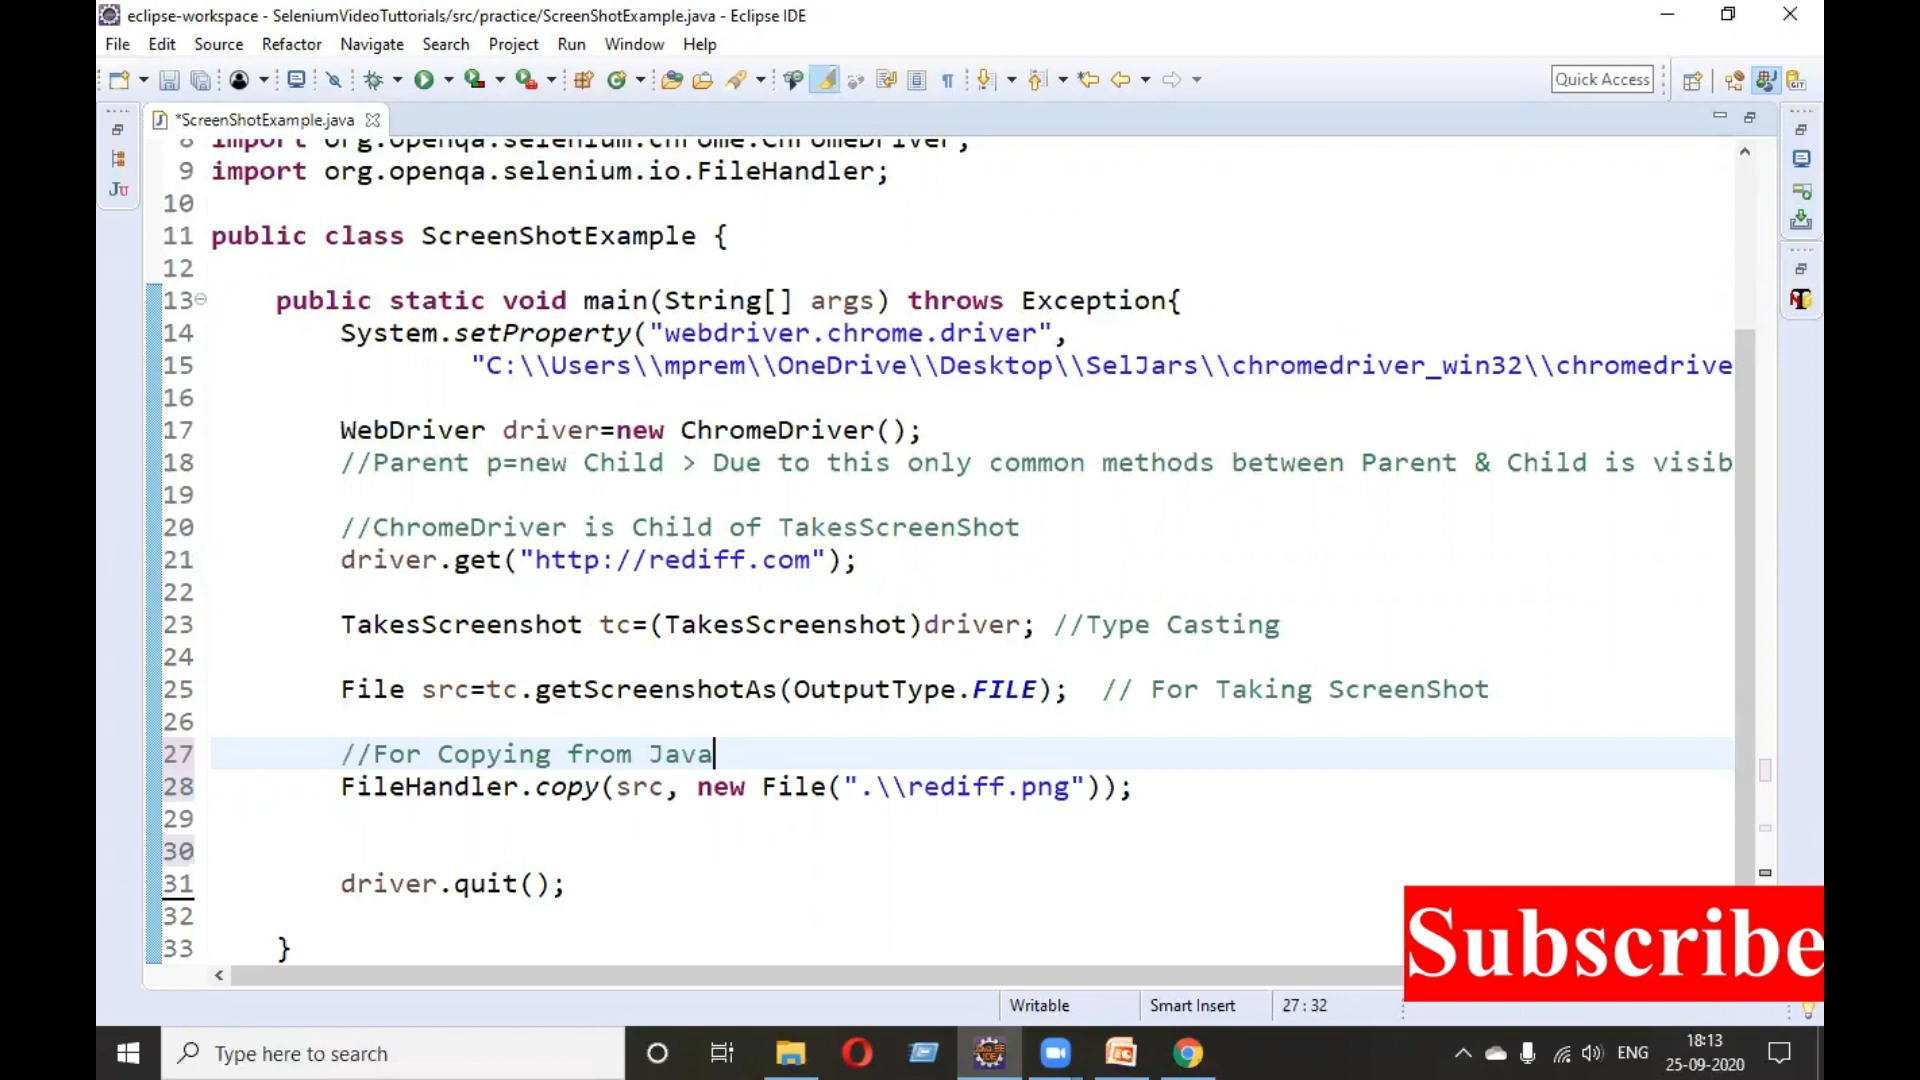 eclipse-workspace - SeleniumVideoTuttorials/src/practice/ScreenShotExample.java - Eclipse IDE
File Edit Source Refactor Navigate Search Project Run Window Help
Quick Access
*ScreenShotExample.java
8 import org.openqa.selenium.chrome.ChromeDriver;
9 import org.openqa.selenium.io.FileHandler;
10
11 public class ScreenShotExample {
12
13 public static void main(String[] args) throws Exception{
14 System.setProperty("webdriver.chrome.driver",
15 "C:\\Users\\mprem\\OneDrive\\Desktop\\SelJars\\chromedriver_win32\\chromedrive
16
17 WebDriver driver=new ChromeDriver();
18 //Parent p=new Child > Due to this only common methods between Parent & Child is visib
19
20 //ChromeDriver is Child of TakesScreenShot
21 driver.get("http://rediff.com");
22
23 TakesScreenshot tc=(TakesScreenshot)driver; //Type Casting
24
25 File src=tc.getScreenshotAs(OutputType.FILE); // For Taking ScreenShot
26
27 //For Copying from Java
28 FileHandler.copy(src, new File(".\\rediff.png"));
29
30
31 driver.quit();
32
33 }
Subscribe
Writable Smart Insert 27 : 32
Type here to search
ENG
18:13
25-09-2020